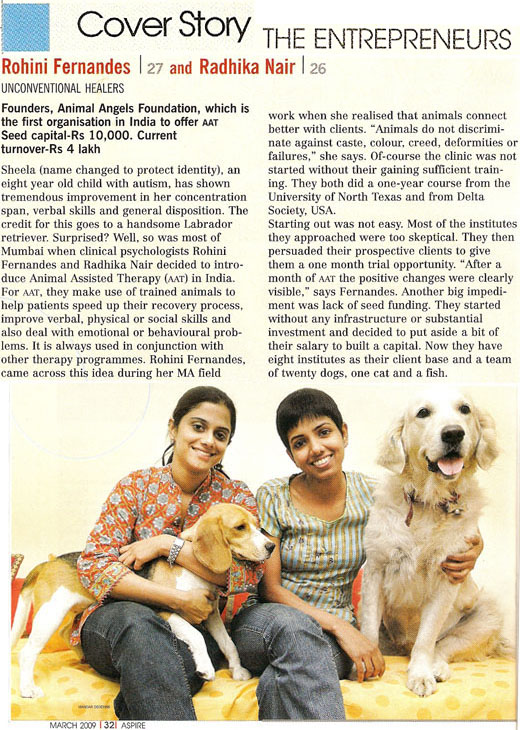 Cover Story THE ENTREPRENEURS
Rohini Fernandes | 27 and Radhika Nair | 26
UNCONVENTIONAL HEALERS
Founders, Animal Angels Foundation, which is
the first organisation in India to offer AAT
Seed capital-Rs 10,000. Current
turnover-Rs 4 lakh
Sheela (name changed to protect identity), an
eight year old child with autism, has shown
tremendous improvement in her concentration
span, verbal skills and general disposition. The
credit for this goes to a handsome Labrador
retriever. Surprised? Well, so was most of
Mumbai when clinical psychologists Rohini
Fernandes and Radhika Nair decided to intro-
duce Animal Assisted Therapy (AAT) in India.
For AAT, they make use of trained animals to
help patients speed up their recovery process,
improve verbal, physical or social skills and
also deal with emotional or behavioural prob-
lems. It is always used in conjunction with
other therapy programmes. Rohini Fernandes,
came across this idea during her MA field
work when she realised that animals connect
better with clients. “Animals do not discrimi-
nate against caste, colour, creed, deformities or
failures,” she says. Of-course the clinic was not
started without their gaining sufficient train-
ing. They both did a one-year course from the
University of North Texas and from Delta
Society, USA.
Starting out was not easy. Most of the institutes
they approached were too skeptical. They then
persuaded their prospective clients to give
them a one month trial opportunity. “After a
month of AAT the positive changes were clearly
visible,” says Fernandes. Another big impedi-
ment was lack of seed funding. They started
without any infrastructure or substantial
investment and decided to put aside a bit of
their salary to built a capital. Now they have
eight institutes as their client base and a team
of twenty dogs, one cat and a fish.
MARCH 2009 |32| ASPIRE